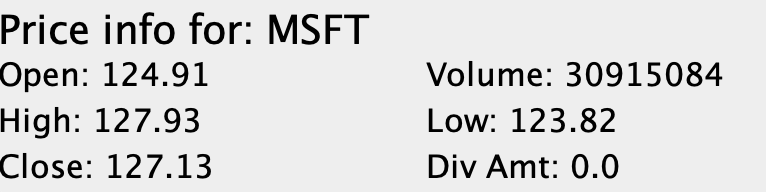 Price info for: MSFT
Open: 124.91 Volume: 30915084
High: 127.93 Low: 123.82
Close: 127.13 Div Amt: 0.0